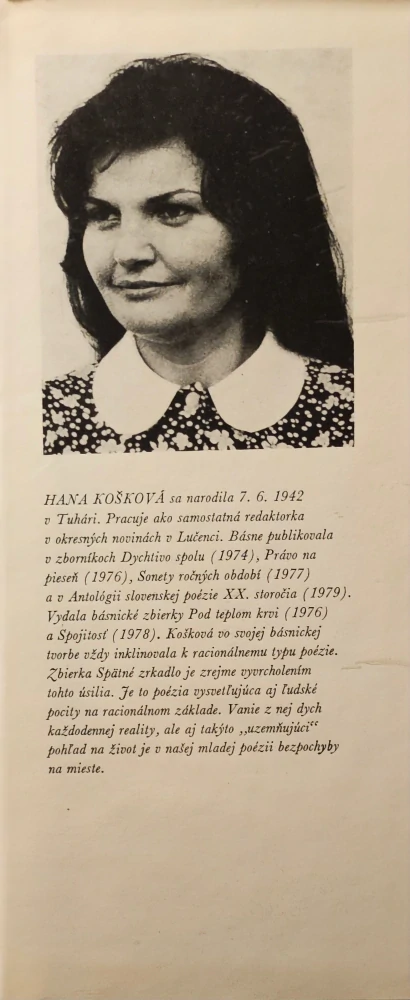 HANA KOŠKOVÁ sa narodila 7. 6. 1942
v Tuhári. Pracuje ako samostatná redaktorka
v okresných novinách v Lučenci. Básne publikovala
v zborníkoch Dychtivo spolu (1974), Právo na
pieseň (1976), Sonety ročných období (1977)
a v Antológii slovenskej poézie XX. storočia (1979).
Vydala básnické zbierky Pod teplom krvi (1976)
a Spojitosť (1978). Košková vo svojej básnickej
tvorbe vždy inklinovala k racionálnemu typu poézie.
Zbierka Spätné zrkadlo je zrejme vyvrcholením
tohto úsilia. Je to poézia vysvetľujúca aj ľudské
pocity na racionálnom základe. Vanie z nej dych
každodennej reality, ale aj takýto „uzemňujúci“
pohľad na život je v našej mladej poézii bezpochyby
na mieste.